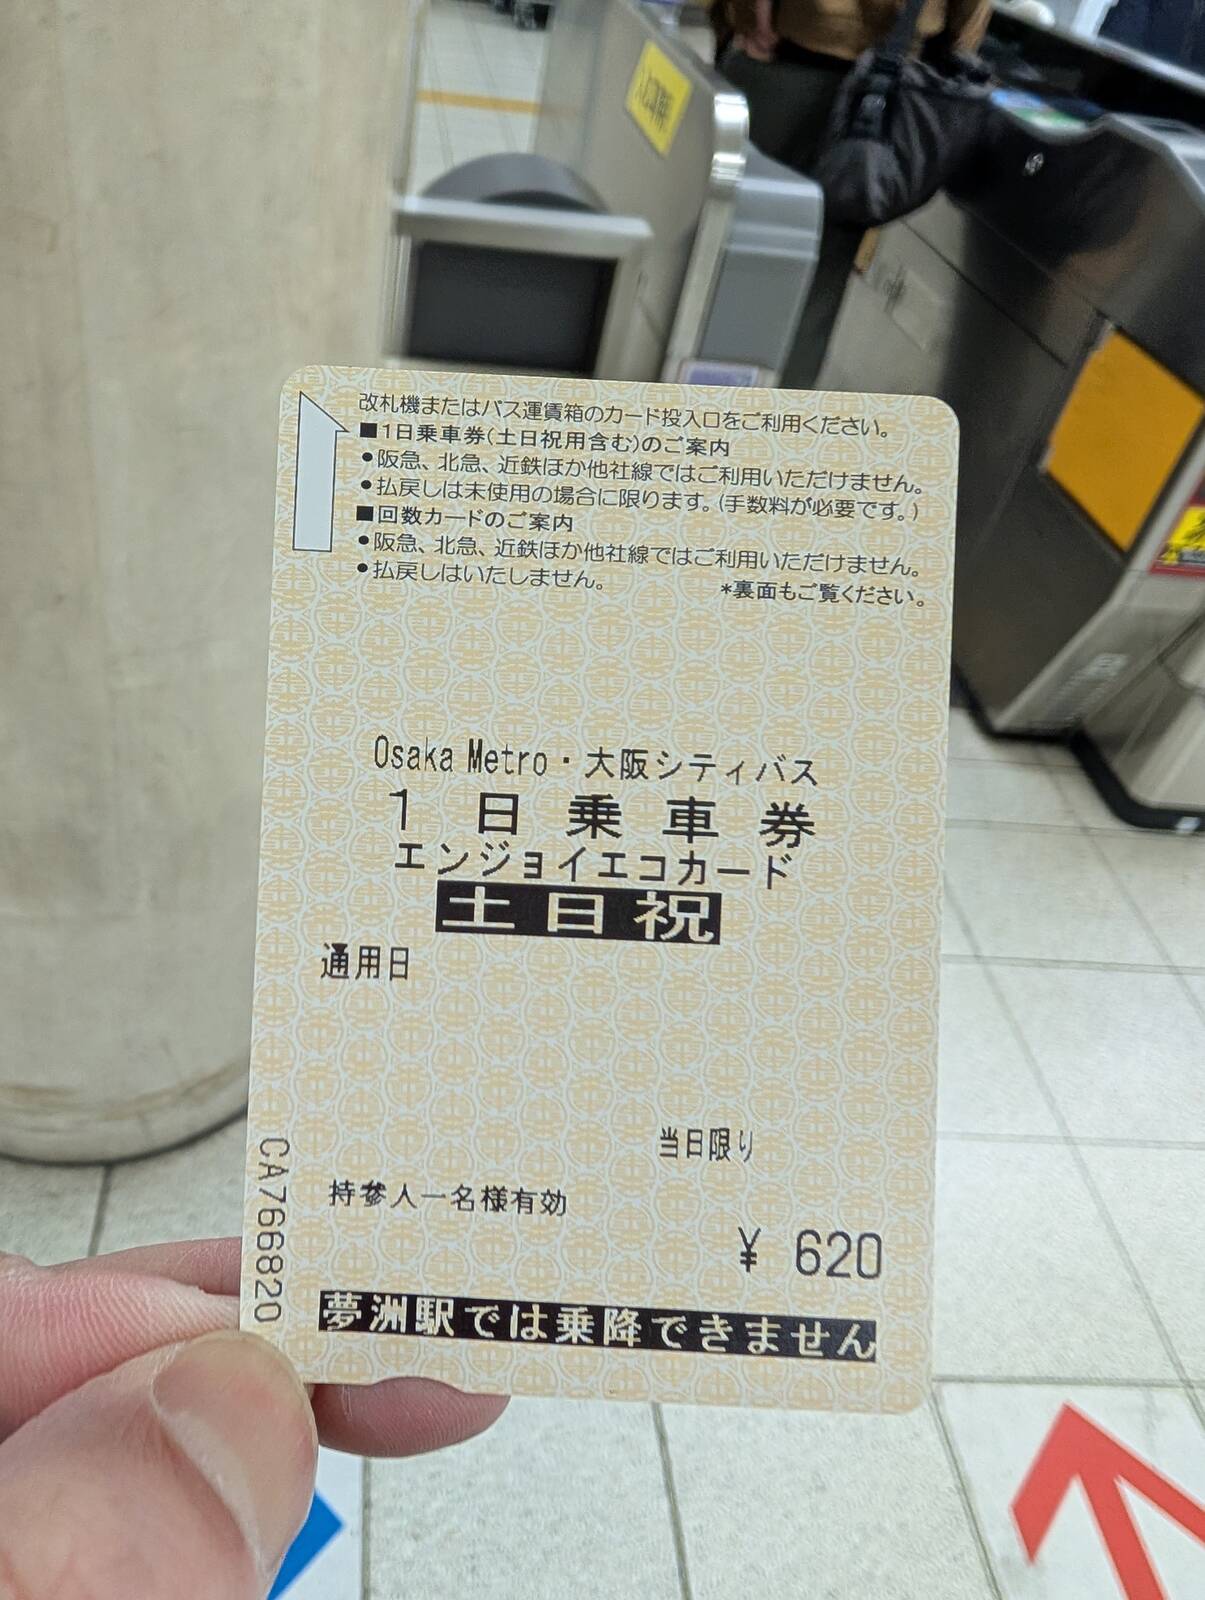 改札機またはバス運賃箱のカード投入口をご利用ください。
■1日乗車券(土日祝用含む)のご案内
●阪急、北急、近鉄ほか他社線ではご利用いただけません。
●払戻しは未使用の場合に限ります。(手数料が必要です。)
■回数カードのご案内
●阪急、北急、近鉄ほか他社線ではご利用いただけません。
●払戻しはいたしません。 *裏面もご覧ください。
Osaka Metro・大阪シティバス
1日乗車券
エンジョイエコカード
土日祝
通用日
当日限り
持参人一名様有効
¥ 620
夢洲駅では乗降できません
CA766820